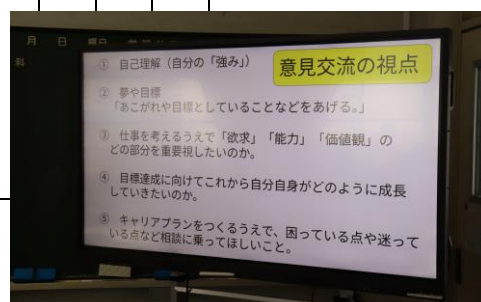 月 日 曜日
科
意見交流の視点
① 自己理解（自分の「強み」）
② 夢や目標
「あこがれや目標としていることなどをあげる。」
③ 仕事を考えるうえで「欲求」「能力」「価値観」の
どの部分を重要視したいのか。
④ 目標達成に向けてこれから自分自身がどのように成長
していきたいのか。
⑤ キャリアプランをつくるうえで、困っている点や迷って
いる点など相談に乗ってほしいこと。